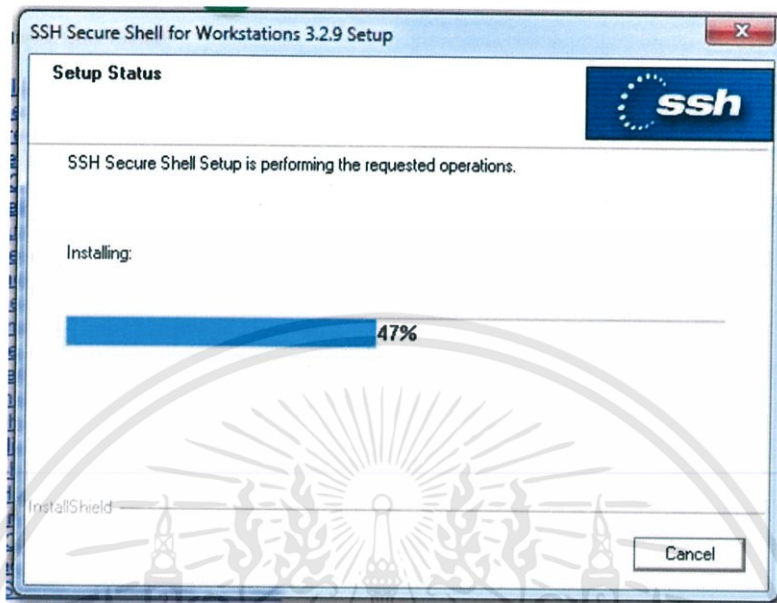 SSH Secure Shell for Workstations 3.2.9 Setup
Setup Status
ssh
SSH Secure Shell Setup is performing the requested operations.
Installing:
47%
InstallShield
Cancel